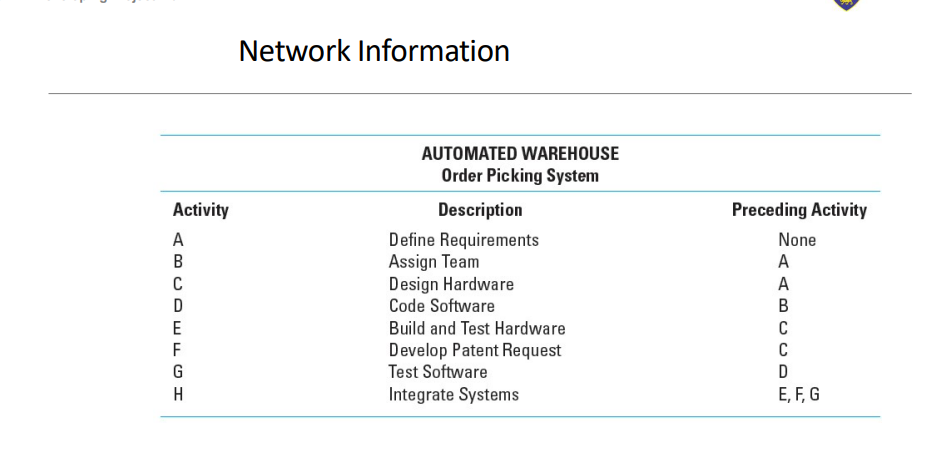 Network Information
AUTOMATED WAREHOUSE
Order Picking System
Activity Description Preceding Activity
A Define Requirements None
B Assign Team A
C Design Hardware A
D Code Software B
E Build and Test Hardware C
F Develop Patent Request C
G Test Software D
H Integrate Systems E, F, G